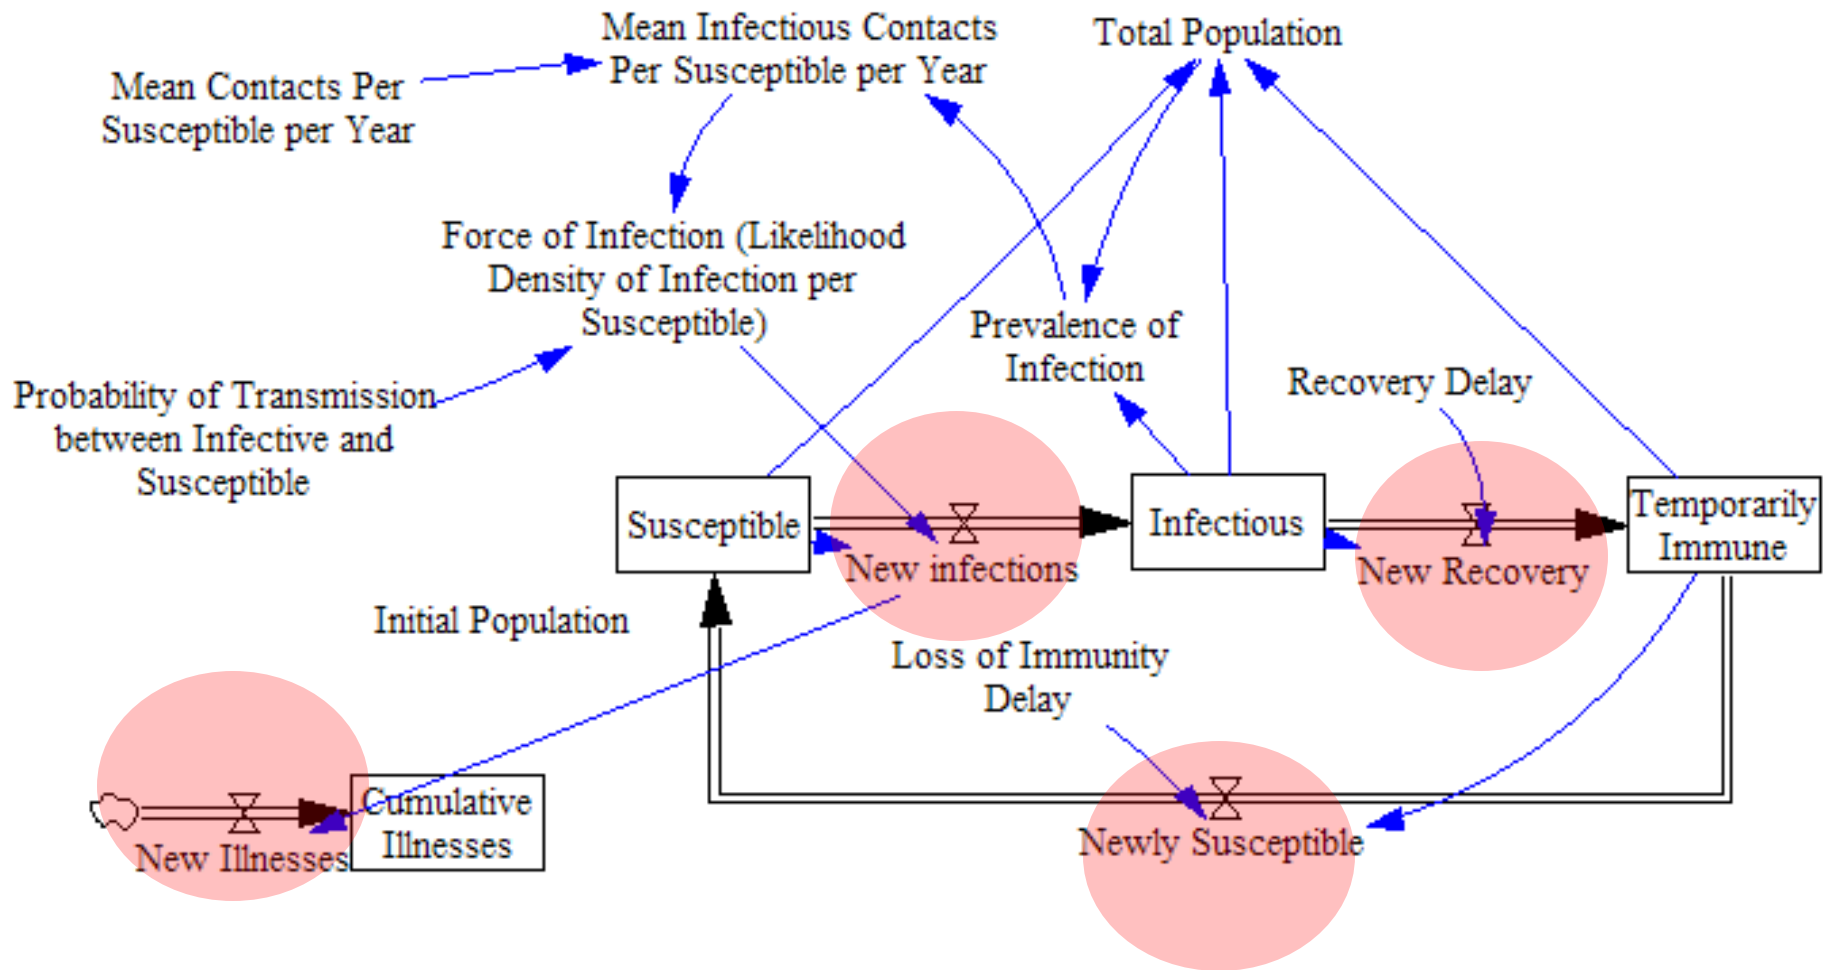 Mean Infectious Contacts
Per Susceptible per Year
Total Population
Mean Contacts Per
Susceptible per Year
Force of Infection (Likelihood
Density of Infection per
Susceptible)
Prevalence of
Infection
Recovery Delay
Probability of Transmission
between Infective and
Susceptible
Susceptible
New infections
Infectious
New Recovery
Temporarily
Immune
Initial Population
Loss of Immunity
Delay
Newly Susceptible
New Illnesses
Cumulative
Illnesses